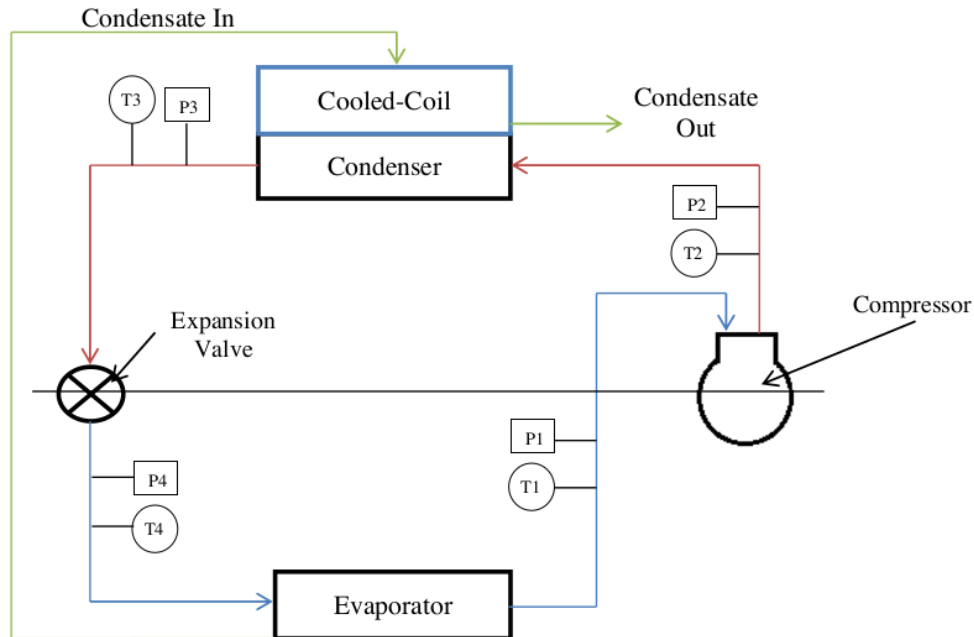 Condensate In
Cooled-Coil
Condensate
Out
T3
P3
Condenser
P2
T2
Compressor
Expansion
Valve
P1
T1
P4
T4
Evaporator